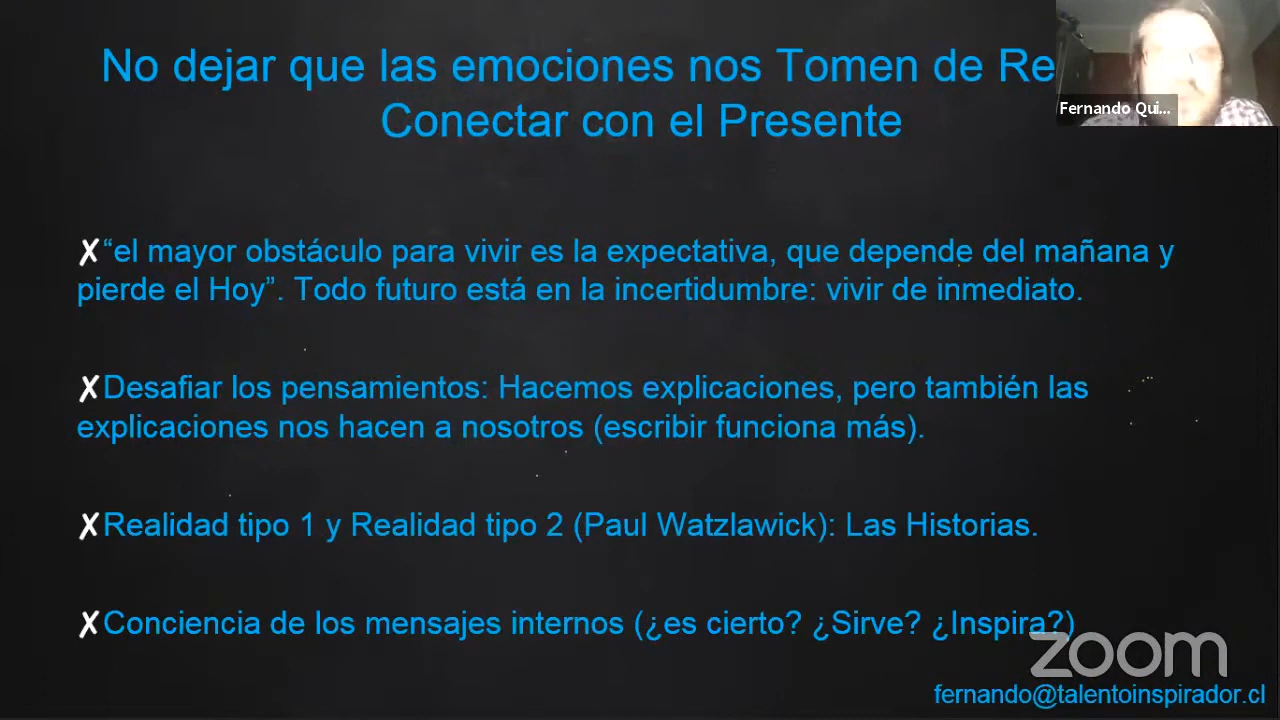 No dejar que las emociones nos Tomen de Re
Conectar con el Presente
Fernando Qui...
✗“el mayor obstáculo para vivir es la expectativa, que depende del mañana y
pierde el Hoy”. Todo futuro está en la incertidumbre: vivir de inmediato.
✗Desafiar los pensamientos: Hacemos explicaciones, pero también las
explicaciones nos hacen a nosotros (escribir funciona más).
✗Realidad tipo 1 y Realidad tipo 2 (Paul Watzlawick): Las Historias.
✗Conciencia de los mensajes internos (¿es cierto? ¿Sirve? ¿Inspira?)
zoom
fernando@talentoinspirador.cl